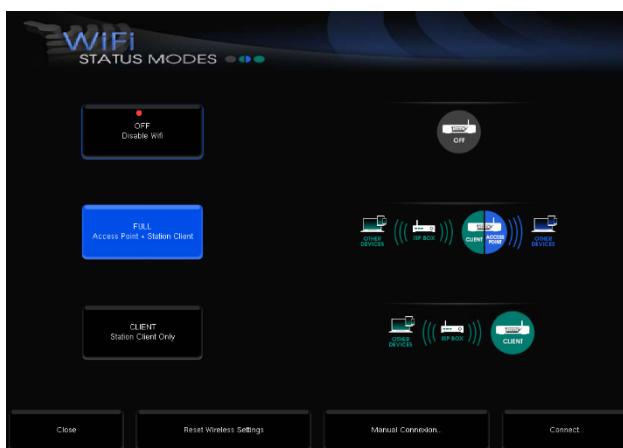 WiFi
STATUS MODES
OFF
Disable Wifi
OFF
FULL
Access Point + Station Client
OTHER
DEVICES
ISP BOX
CLIENT
ACCESS
POINT
OTHER
DEVICES
CLIENT
Station Client Only
OTHER
DEVICES
ISP BOX
CLIENT
Close
Reset Wireless Settings
Manual Connexion...
Connect...